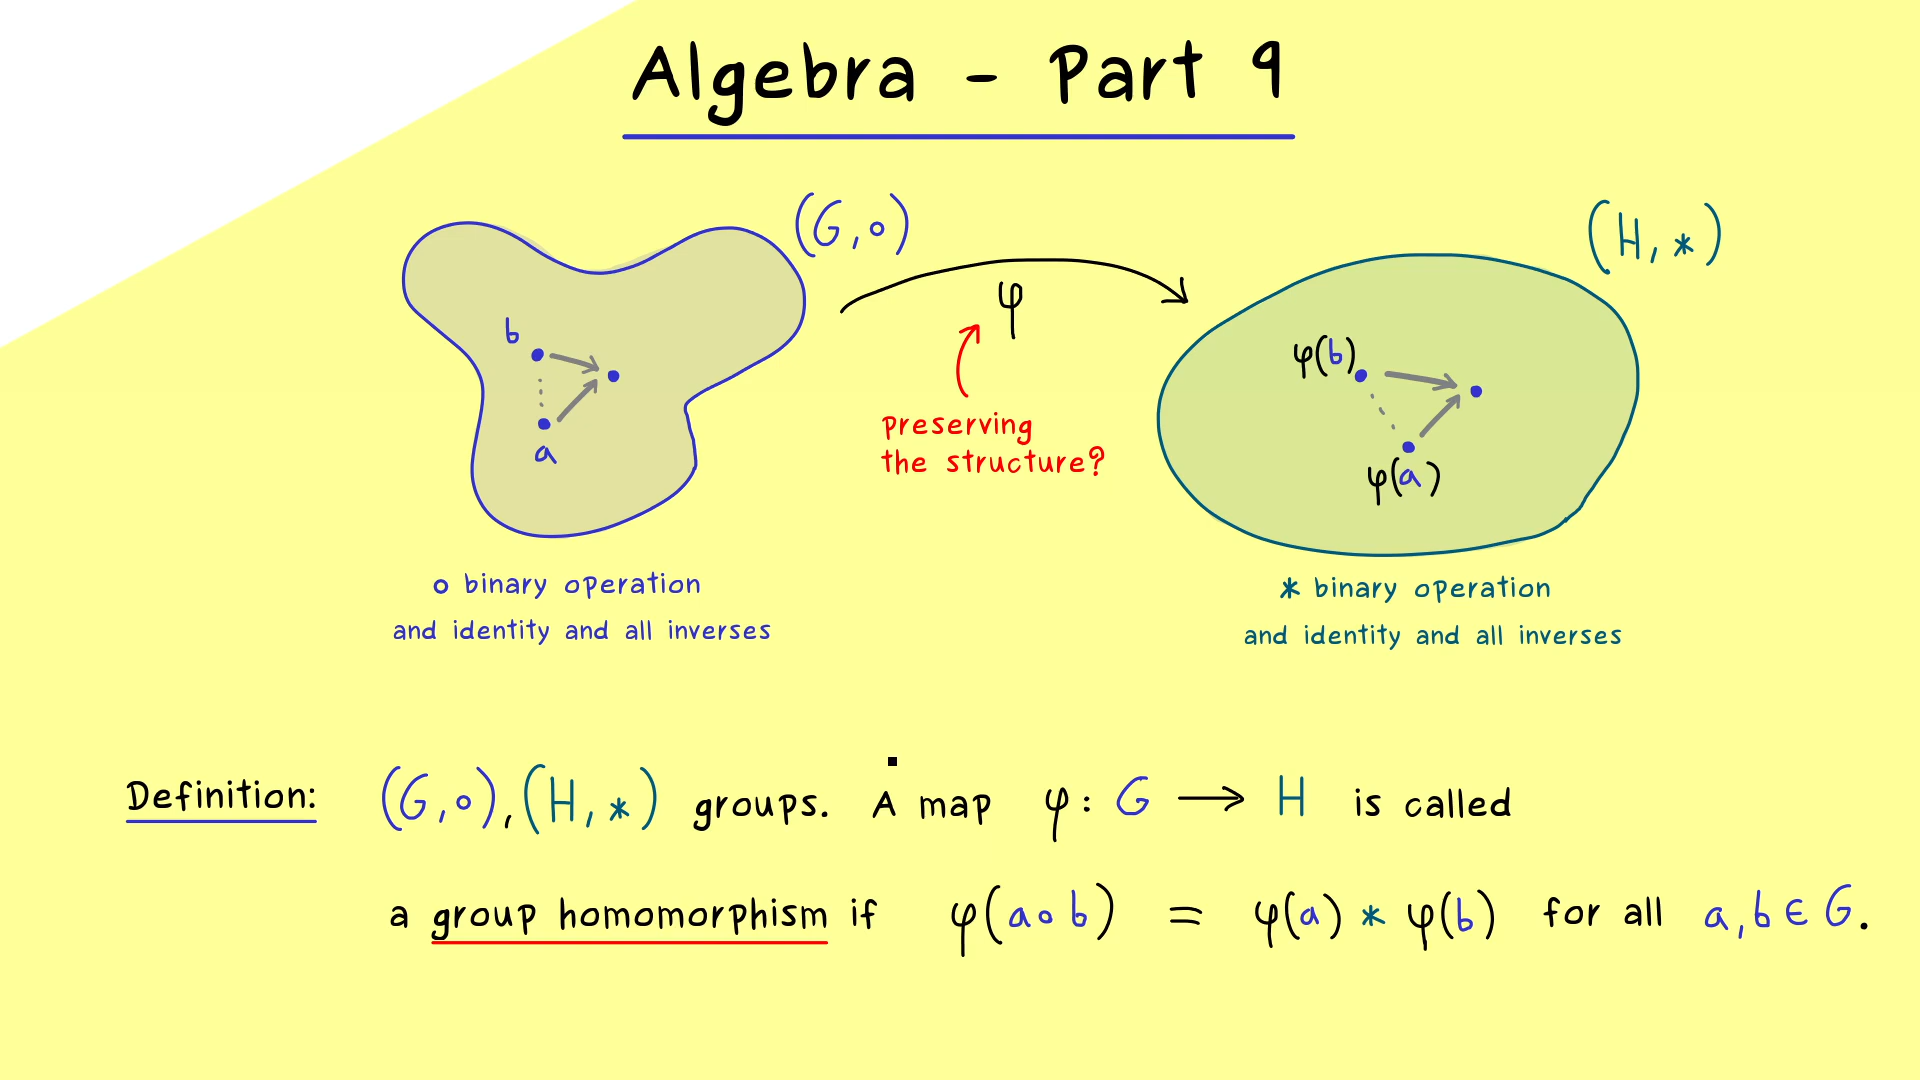 Algebra - Part 9
(G, ∘)
(H, *)
φ
b
a
φ(b)
φ(a)
preserving
the structure?
∘ binary operation
and identity and all inverses
* binary operation
and identity and all inverses
Definition: (G, ∘), (H, *) groups. A map φ: G → H is called
a group homomorphism if φ(a ∘ b) = φ(a) * φ(b) for all a, b ∈ G.